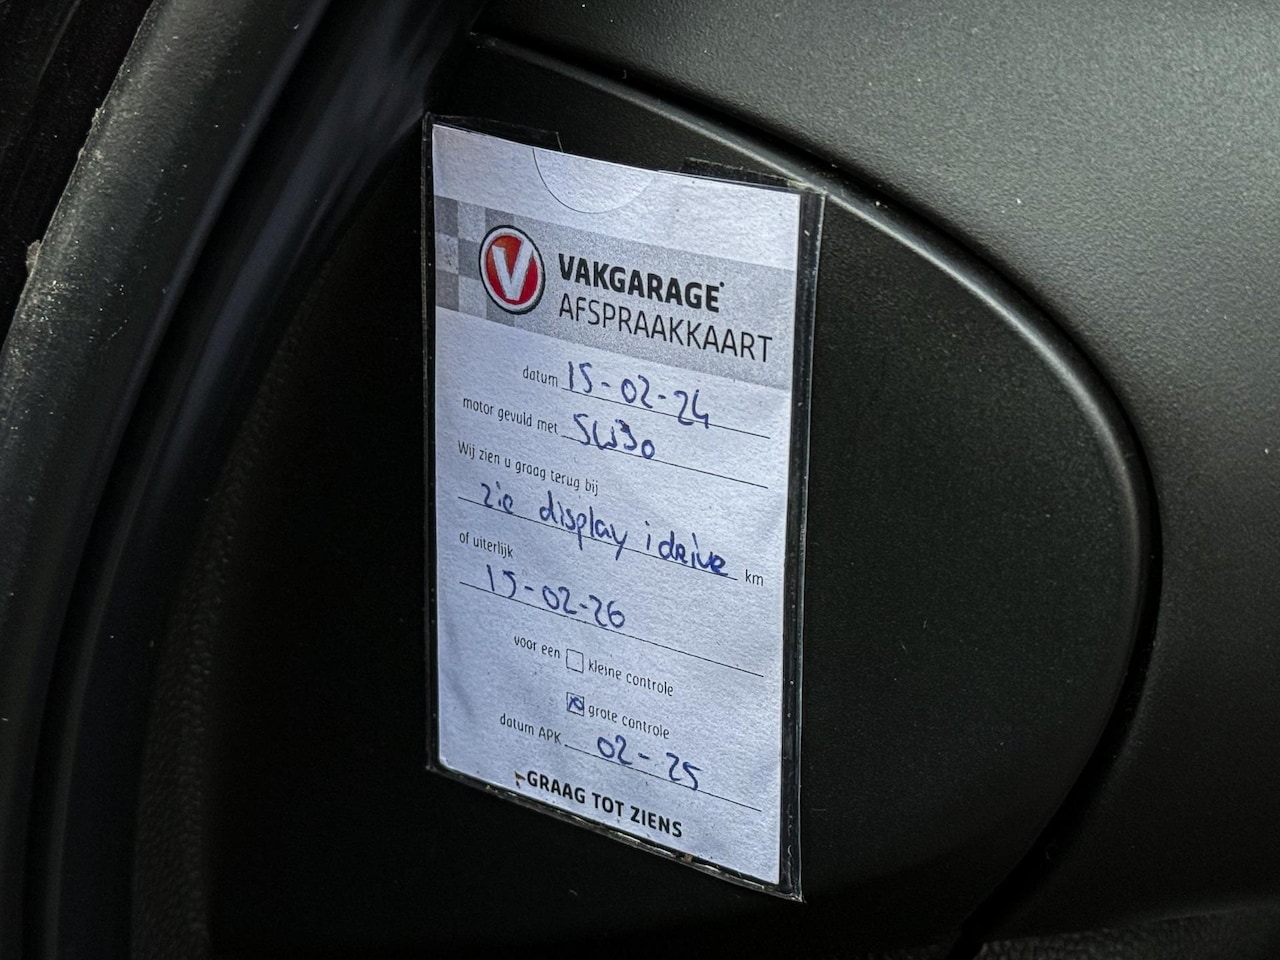 V VAKGARAGE
AFSPRAAKKAART
datum 15-02-24
motor gevuld met 5W30
Wij zien u graag terug bij
zie display idrive km
of uiterlijk
15-02-26
voor een kleine controle
grote controle
datum APK 02-25
GRAAG TOT ZIENS